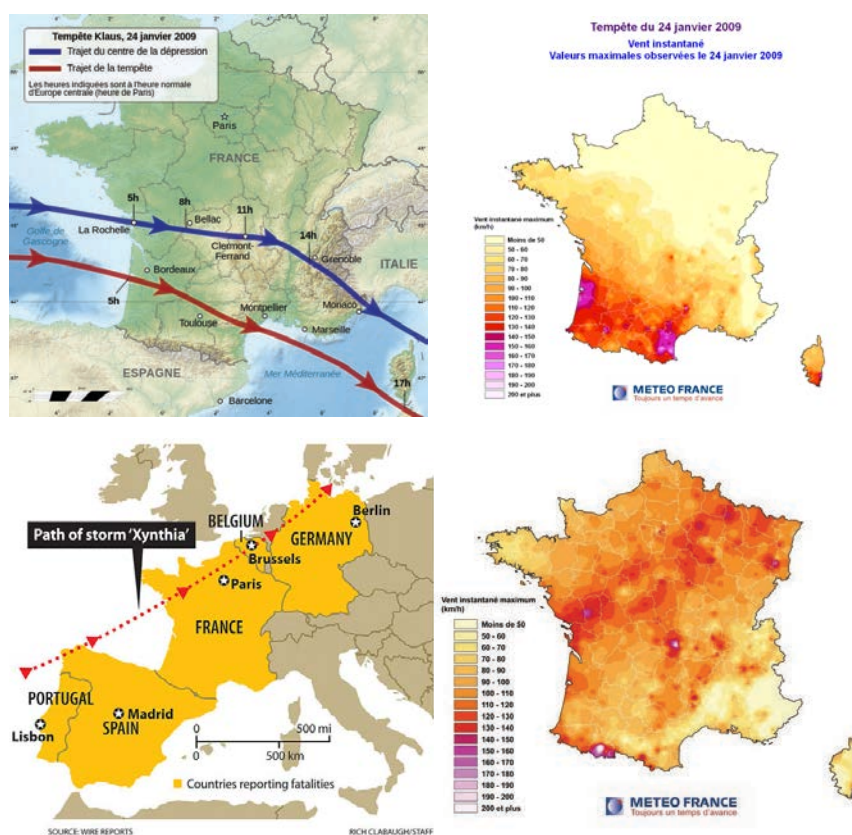 Tempête Klaus, 24 janvier 2009
Trajet du centre de la dépression
Trajet de la tempête
Les heures indiquées sont à l'heure normale
d'Europe centrale (heure de Paris)
Paris
FRANCE
5h
8h
11h
14h
La Rochelle
Bellac
Clermont-
Ferrand
Grenoble
Golfe de
Gascogne
ITALIE
Bordeaux
5h
Toulouse
Montpellier
Monaco
Marseille
ESPAGNE
Mer Méditerranée
17h
Barcelone
Tempête du 24 janvier 2009
Vent instantané
Valeurs maximales observées le 24 janvier 2009
Vent instantané maximum
(km/h)
Moins de 50
50 - 60
60 - 70
70 - 80
80 - 90
90 - 100
100 - 110
110 - 120
120 - 130
130 - 140
140 - 150
150 - 160
160 - 170
170 - 180
180 - 190
190 - 200
200 et plus
METEO FRANCE
Toujours un temps d'avance
Path of storm 'Xynthia'
BELGIUM
Brussels
GERMANY
Berlin
Paris
FRANCE
PORTUGAL
Lisbon
Madrid
SPAIN
0 500 mi
0 500 km
Countries reporting fatalities
SOURCE: WIRE REPORTS
RICH CLABAUGH/STAFF
Vent instantané maximum
(km/h)
Moins de 50
50 - 60
60 - 70
70 - 80
80 - 90
90 - 100
100 - 110
110 - 120
120 - 130
130 - 140
140 - 150
150 - 160
160 - 170
170 - 180
180 - 190
190 - 200
200 et plus
METEO FRANCE
Toujours un temps d'avance